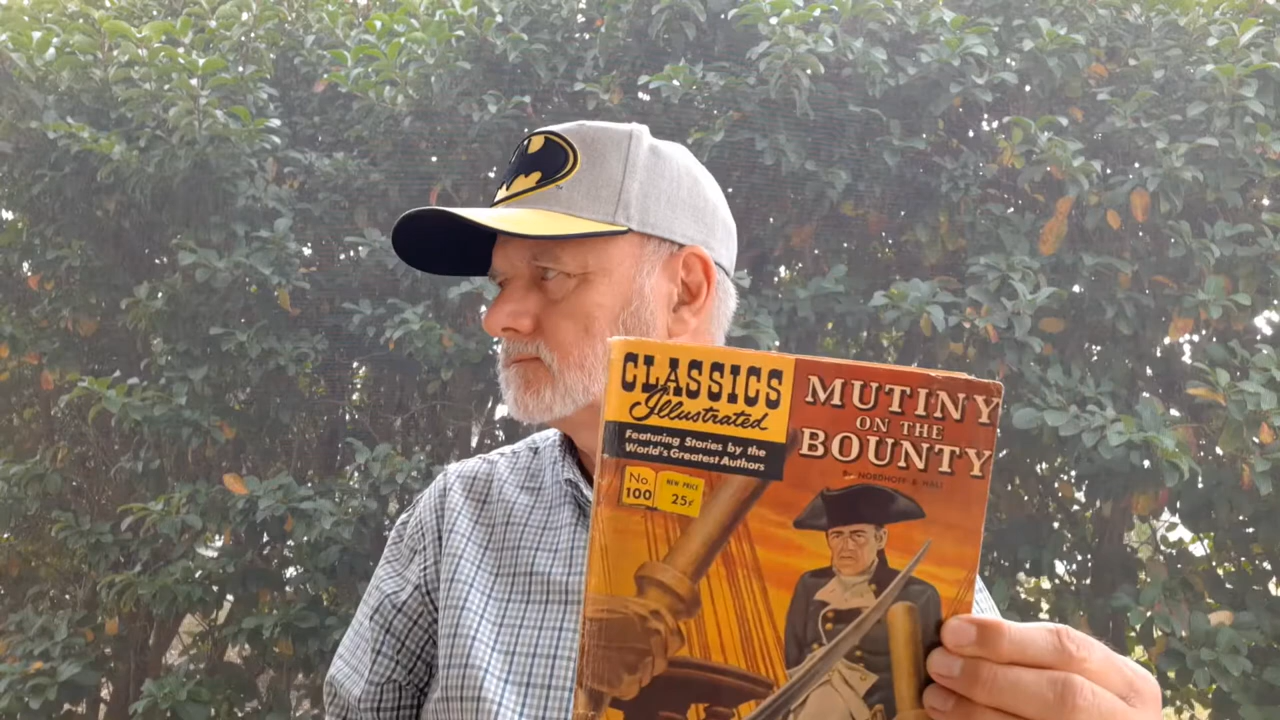 CLASSICS
Illustrated
Featuring Stories by the
World's Greatest Authors
No.
100
NEW PRICE
25¢
MUTINY
ON THE
BOUNTY
By NORDHOFF & HALL